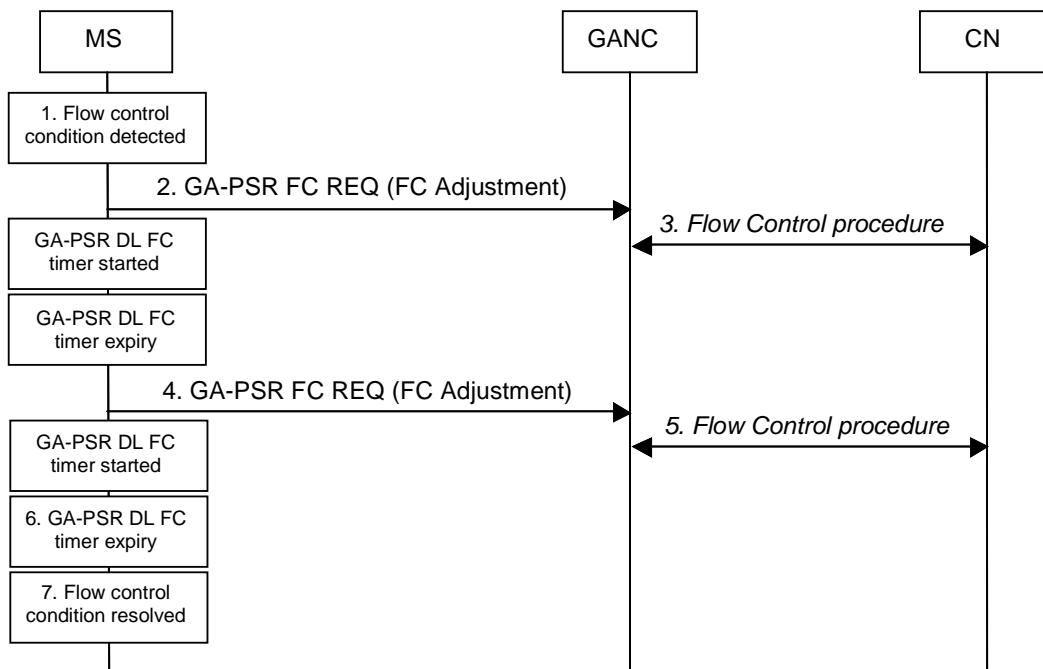 MS
GANC
CN
1. Flow control
condition detected
2. GA-PSR FC REQ (FC Adjustment)
3. Flow Control procedure
GA-PSR DL FC
timer started
GA-PSR DL FC
timer expiry
4. GA-PSR FC REQ (FC Adjustment)
5. Flow Control procedure
GA-PSR DL FC
timer started
6. GA-PSR DL FC
timer expiry
7. Flow control
condition resolved